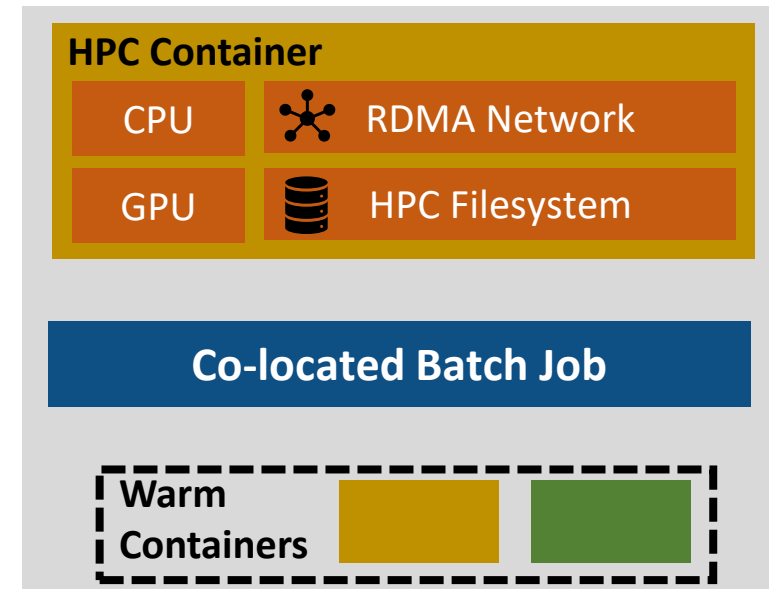 HPC Container
CPU
RDMA Network
GPU
HPC Filesystem
Co-located Batch Job
Warm
Containers